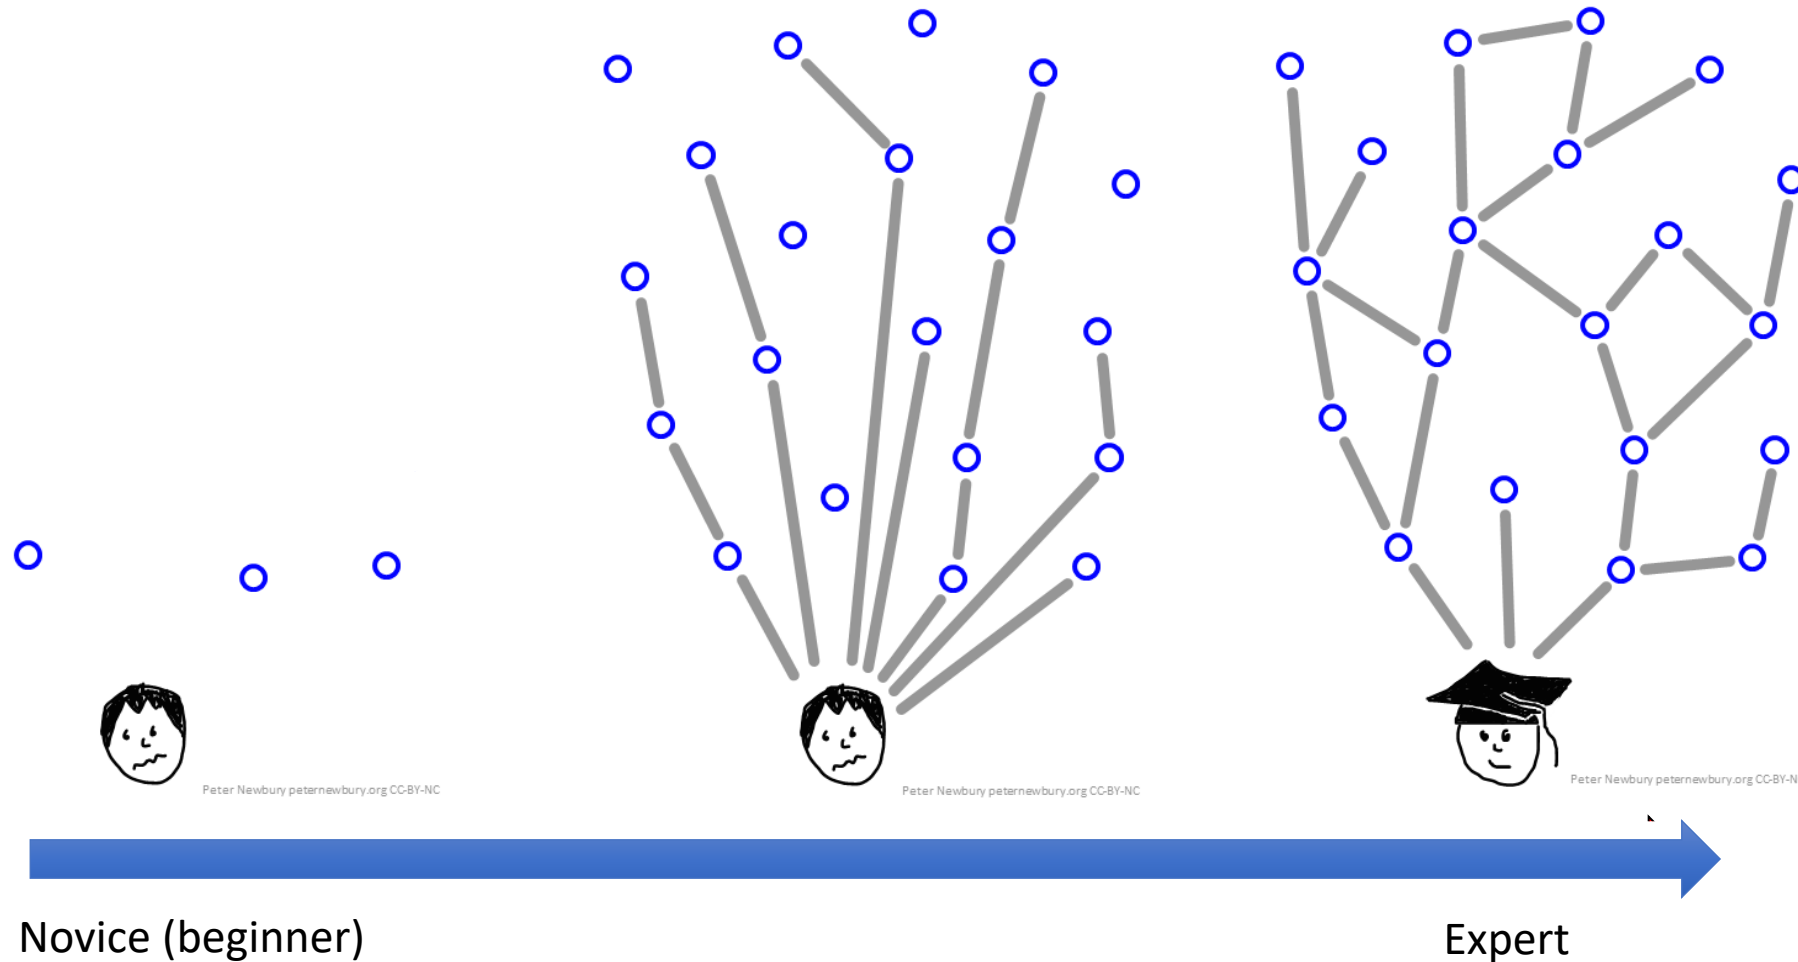 Peter Newbury peternewbury.org CC-BY-NC
Peter Newbury peternewbury.org CC-BY-NC
Peter Newbury peternewbury.org CC-BY-N
Novice (beginner)
Expert